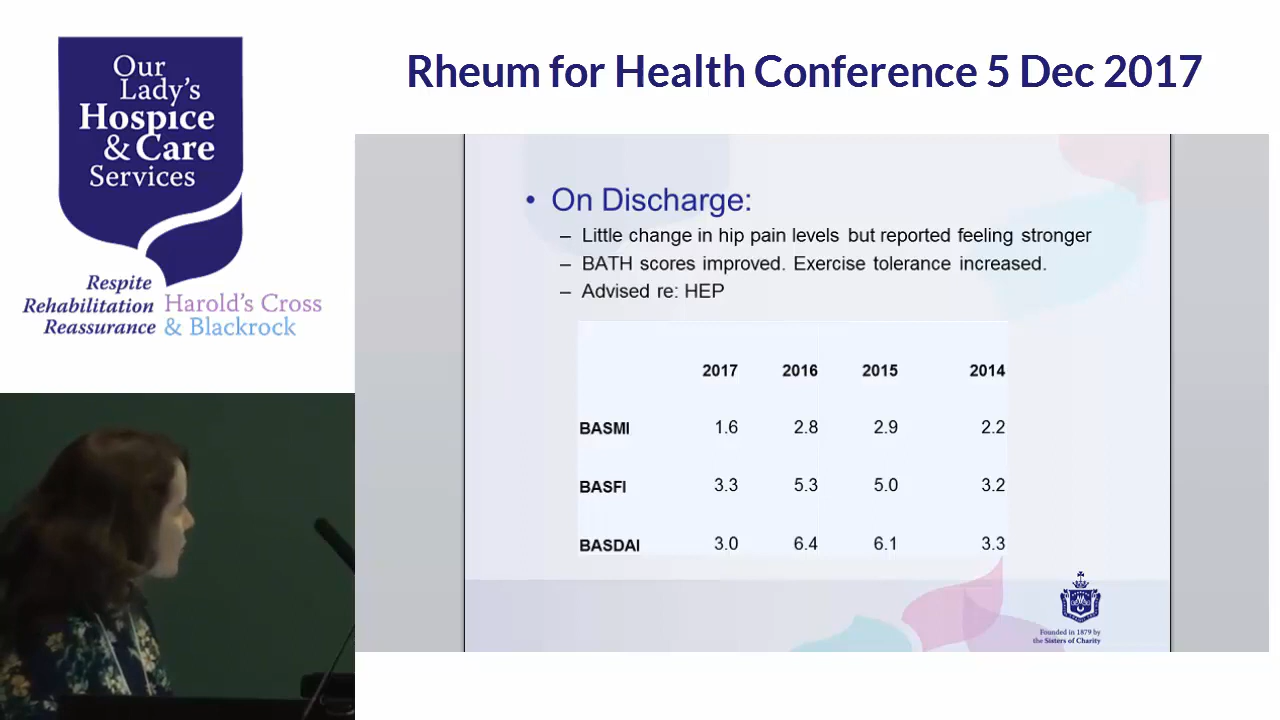 Our
Lady's
Hospice
& Care
Services
Respite
Rehabilitation
Reassurance
Harold's Cross
& Blackrock
Rheum for Health Conference 5 Dec 2017
• On Discharge:
– Little change in hip pain levels but reported feeling stronger
– BATH scores improved. Exercise tolerance increased.
– Advised re: HEP
2017 2016 2015 2014
BASMI 1.6 2.8 2.9 2.2
BASFI 3.3 5.3 5.0 3.2
BASDAI 3.0 6.4 6.1 3.3
Founded in 1879 by
the Sisters of Charity